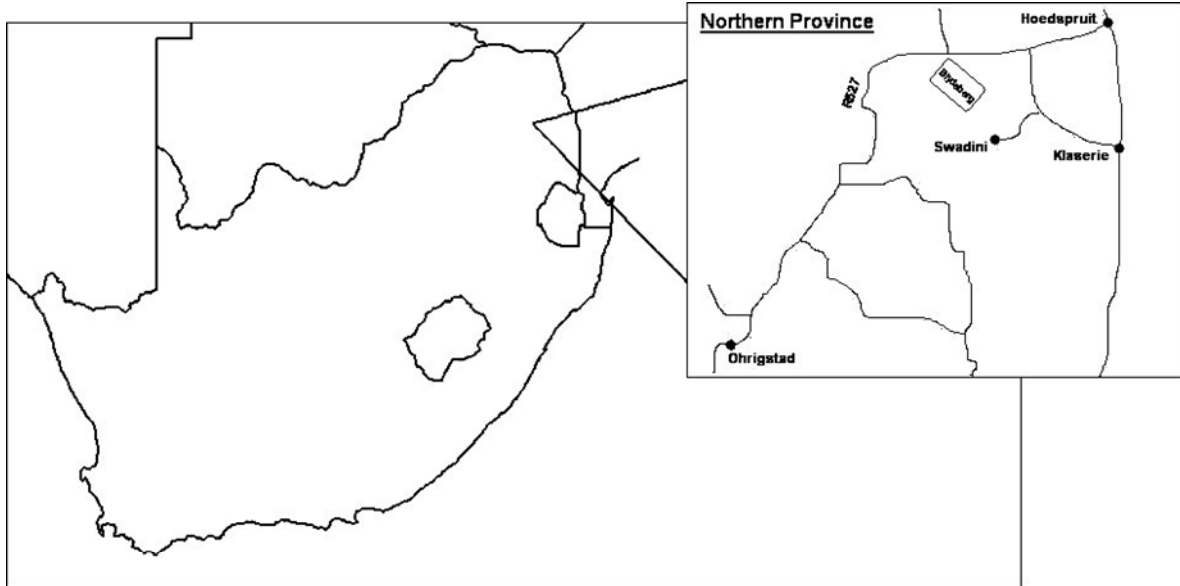 Northern Province
Hoedspruit
R527
Blydeberg
Swadini
Klaserie
Ohrigstad